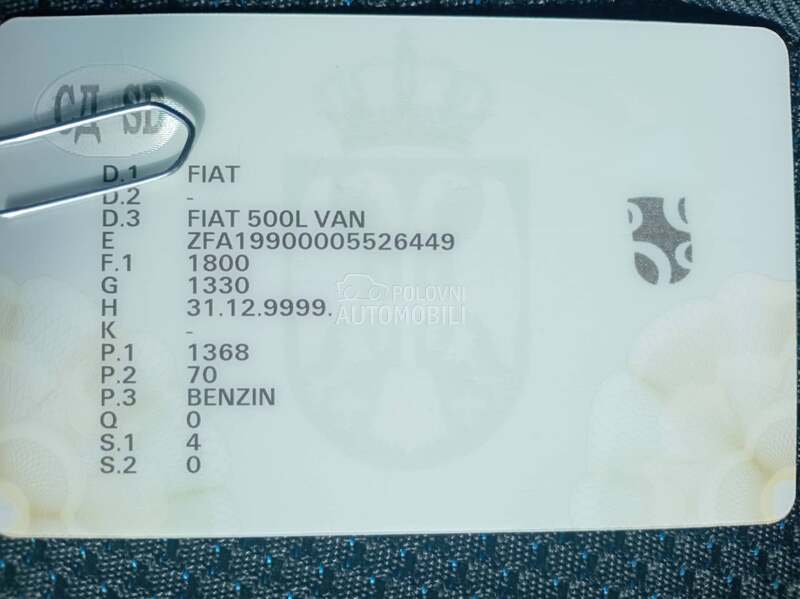 СД SD
D.1 FIAT
D.2 -
D.3 FIAT 500L VAN
E ZFA19900005526449
F.1 1800
G 1330
H 31.12.9999.
K -
P.1 1368
P.2 70
P.3 BENZIN
Q 0
S.1 4
S.2 0
POLOVNI
AUTOMOBILI